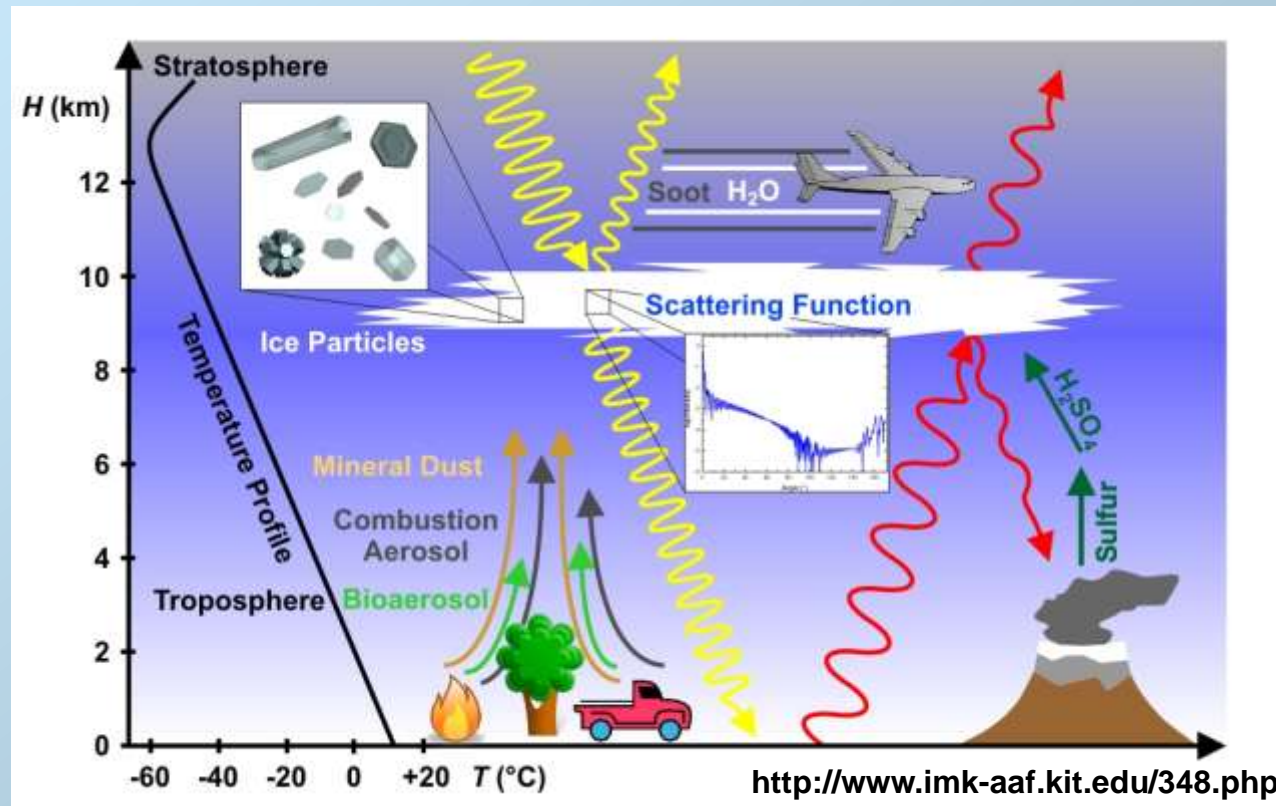 Stratosphere
H (km)
12
10
8
6
4
2
0
-60 -40 -20 0 +20 T (°C)
Temperature Profile
Troposphere
Ice Particles
Soot H₂O
Scattering Function
Mineral Dust
Combustion
Aerosol
Bioaerosol
H₂SO₄
Sulfur
http://www.imk-aaf.kit.edu/348.php